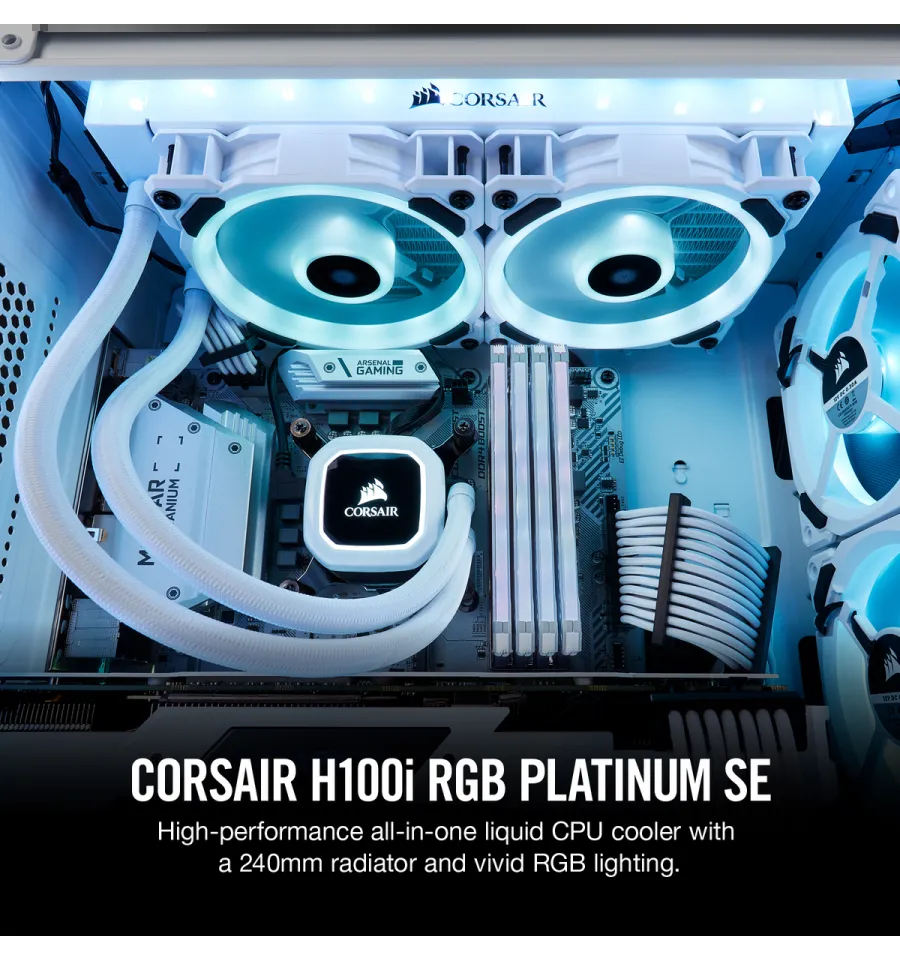 CORSAIR
ARSENAL
GAMING
DDR4 BOOST
TITANIUM
CORSAIR
CORSAIR H100i RGB PLATINUM SE
High-performance all-in-one liquid CPU cooler with
a 240mm radiator and vivid RGB lighting.